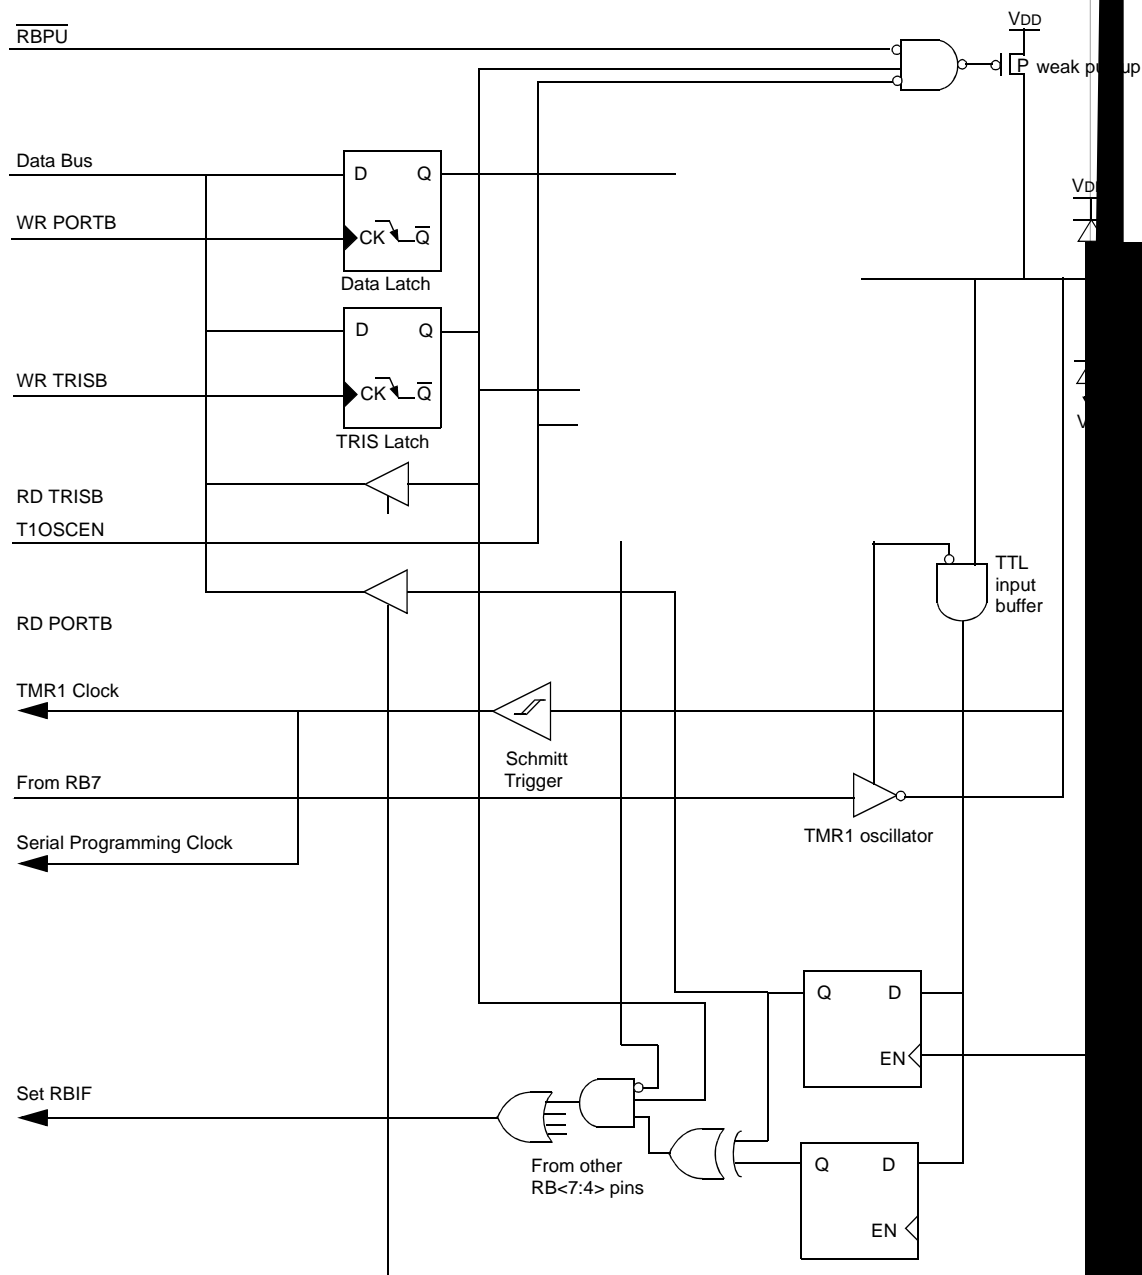 RBPU
VDD
P weak
up
Data Bus
D Q
VD
WR PORTB
CK Q
Data Latch
D Q
WR TRISB
CK Q
TRIS Latch
V
RD TRISB
T1OSCEN
TTL
input
buffer
RD PORTB
TMR1 Clock
Schmitt
Trigger
From RB7
TMR1 oscillator
Serial Programming Clock
Q D
EN
Set RBIF
From other
RB<7:4> pins
Q D
EN